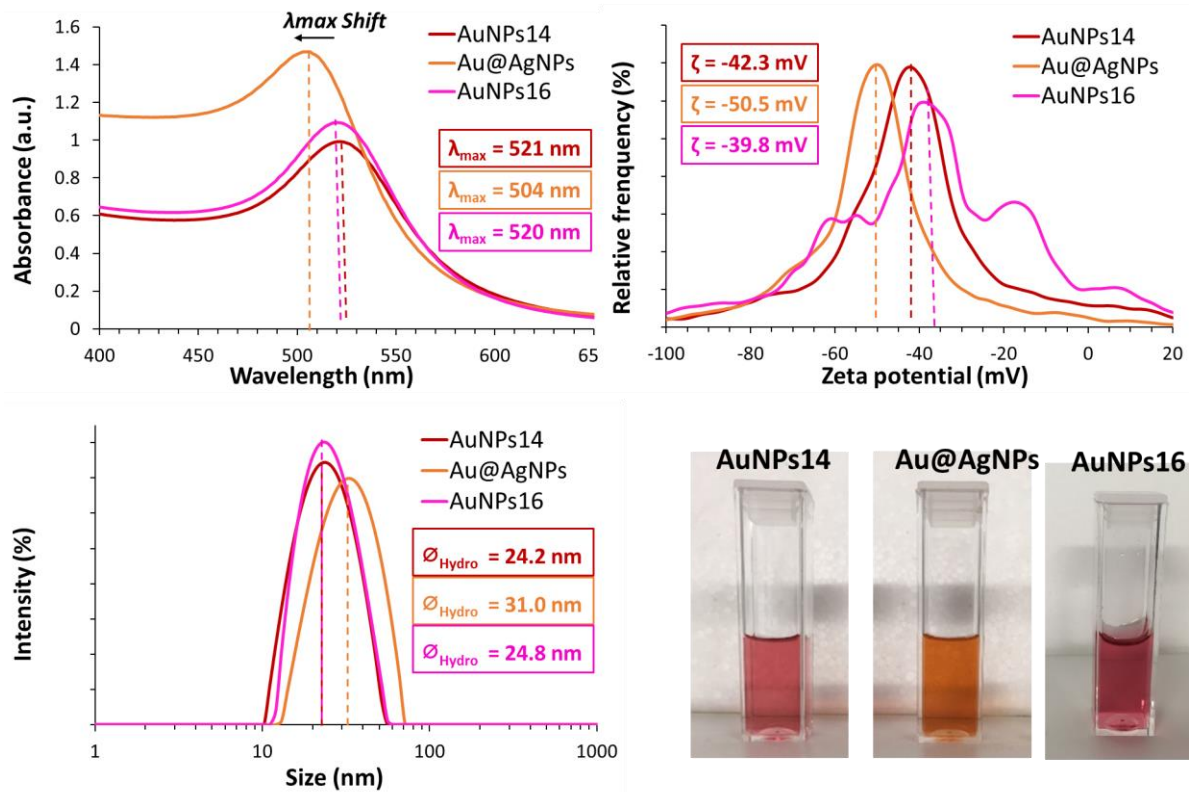 λmax Shift
1.6
1.4
1.2
1
0.8
0.6
0.4
0.2
0
Absorbance (a.u.)
AuNPs14
Au@AgNPs
AuNPs16
λmax = 521 nm
λmax = 504 nm
λmax = 520 nm
400 500 600 65
Wavelength (nm)
Relative frenquency (%)
ζ = -42.3 mV
ζ = -50.5 mV
ζ = -39.8 mV
AuNPs14
Au@AgNPs
AuNPs16
-100 -80 -60 -40 -20 0 20
Zeta potential (mV)
Intensity (%)
AuNPs14
Au@AgNPs
AuNPs16
∅Hydro = 24.2 nm
∅Hydro = 31.0 nm
∅Hydro = 24.8 nm
1 10 100 1000
Size (nm)
AuNPs14 Au@AgNPs AuNPs16